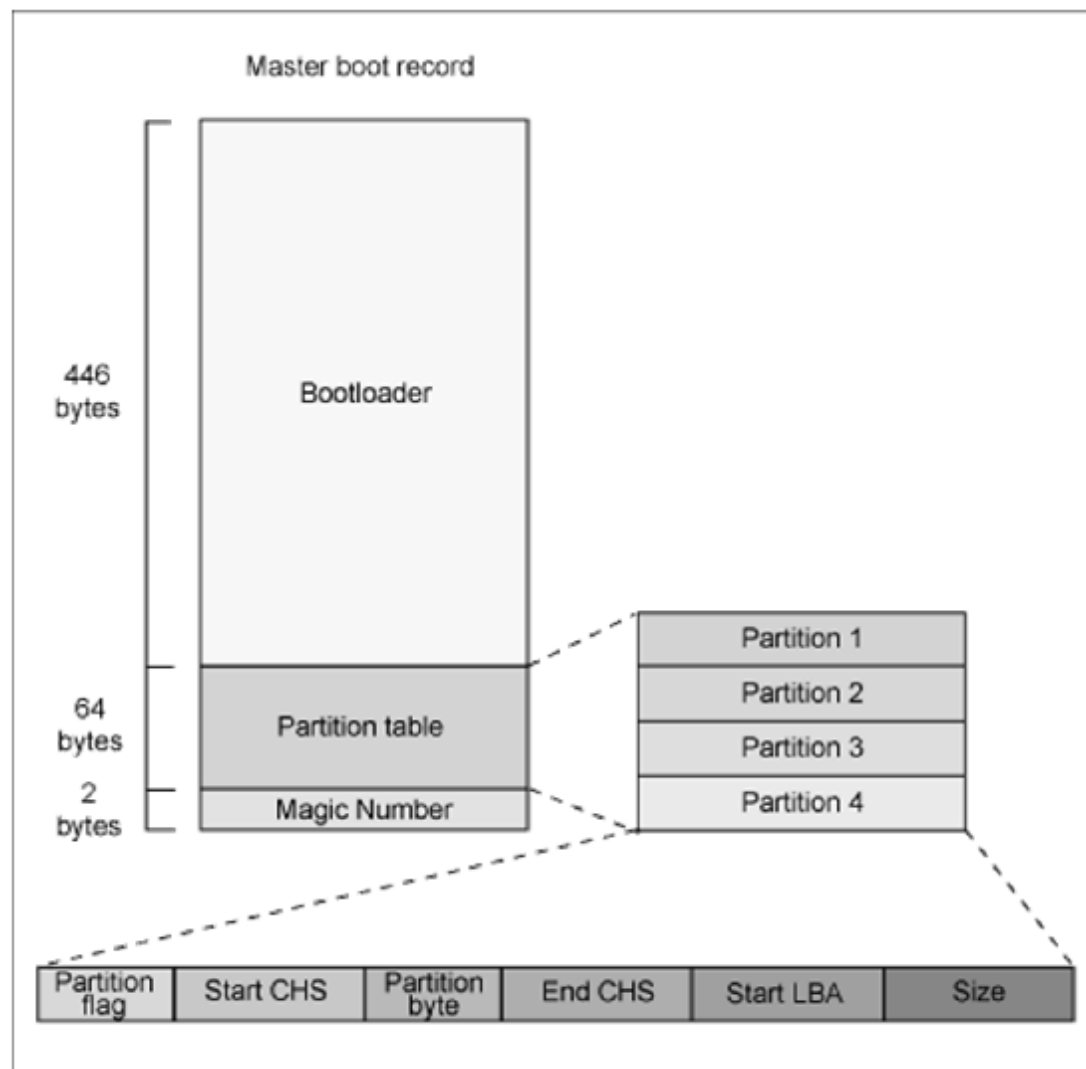 Master boot record
446
bytes
Bootloader
64
bytes
Partition table
2
bytes
Magic Number
Partition 1
Partition 2
Partition 3
Partition 4
Partition
flag
Start CHS
Partition
byte
End CHS
Start LBA
Size